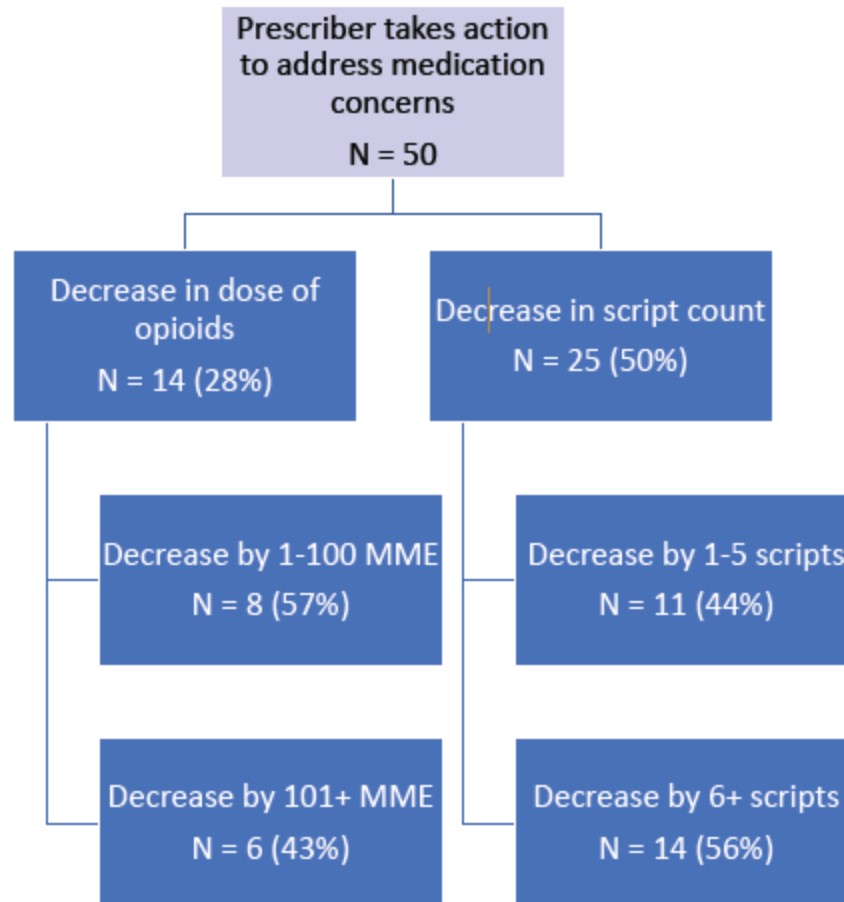 Prescriber takes action
to address medication
concerns
N = 50
Decrease in dose of
opioids
N = 14 (28%)
Decrease in script count
N = 25 (50%)
Decrease by 1-100 MME
N = 8 (57%)
Decrease by 101+ MME
N = 6 (43%)
Decrease by 1-5 scripts
N = 11 (44%)
Decrease by 6+ scripts
N = 14 (56%)